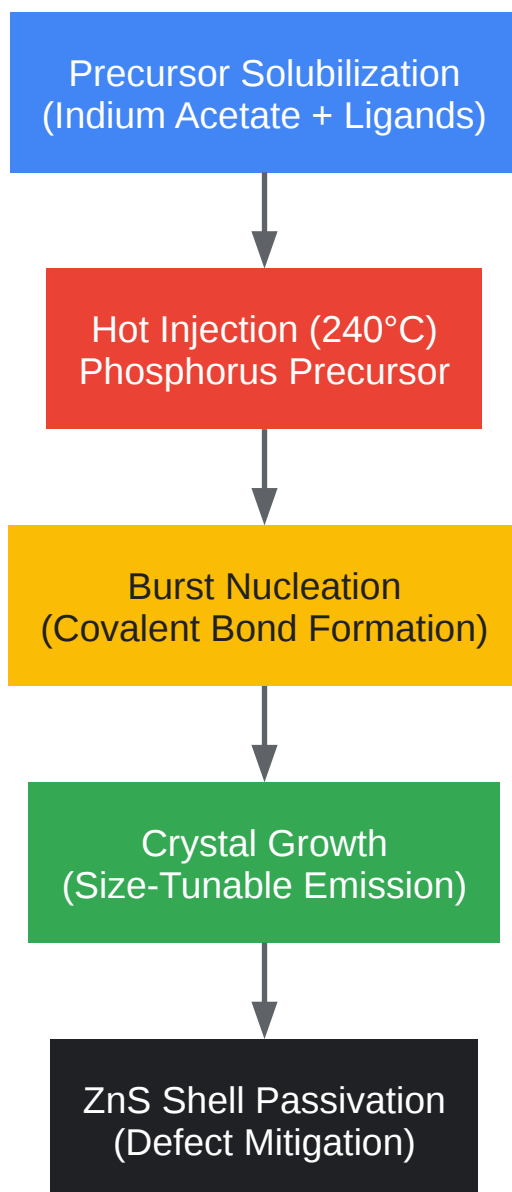 Precursor Solubilization
(Indium Acetate + Ligands)
Hot Injection (240°C)
Phosphorus Precursor
Burst Nucleation
(Covalent Bond Formation)
Crystal Growth
(Size-Tunable Emission)
ZnS Shell Passivation
(Defect Mitigation)